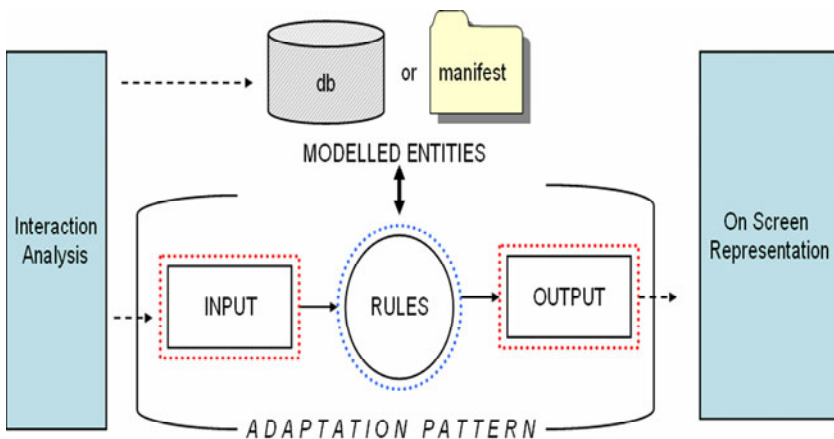 db
or
manifest
MODELLED ENTITIES
Interaction
Analysis
INPUT
RULES
OUTPUT
On Screen
Representation
ADAPTATION PATTERN